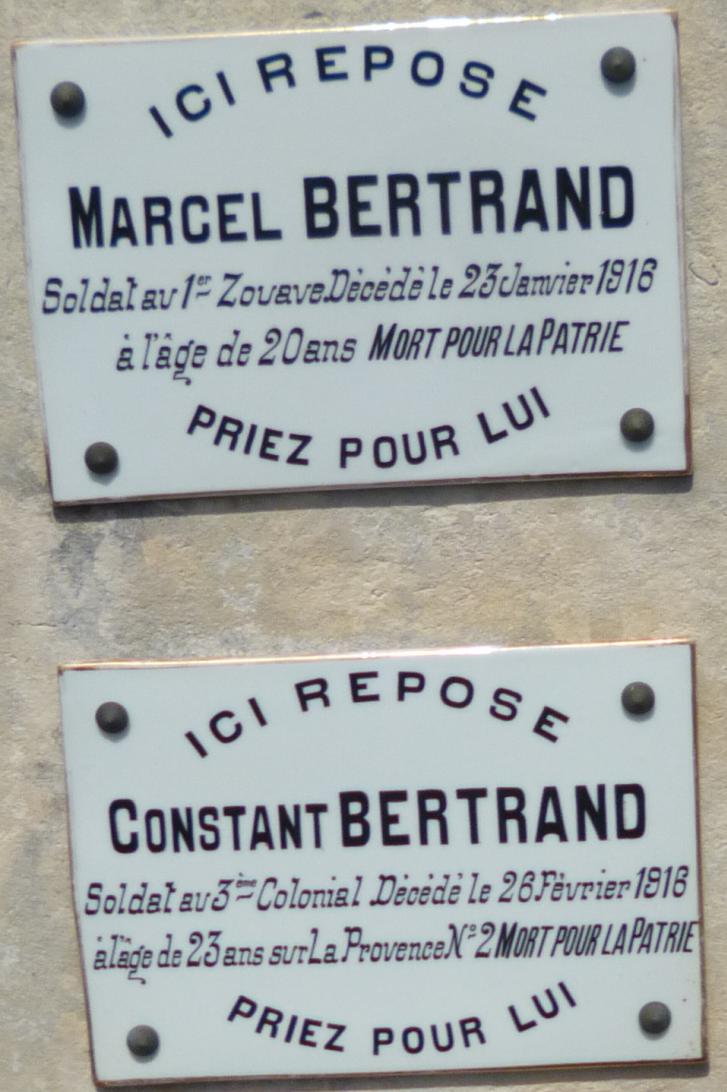 ICI REPOSE
MARCEL BERTRAND
Soldat au 1er Zouave Décédé le 23 Janvier 1916
à l'âge de 20 ans MORT POUR LA PATRIE
PRIEZ POUR LUI
ICI REPOSE
CONSTANT BERTRAND
Soldat au 3ème Colonial Décédé le 26 Février 1916
à l'âge de 23 ans sur La Provence N° 2 MORT POUR LA PATRIE
PRIEZ POUR LUI